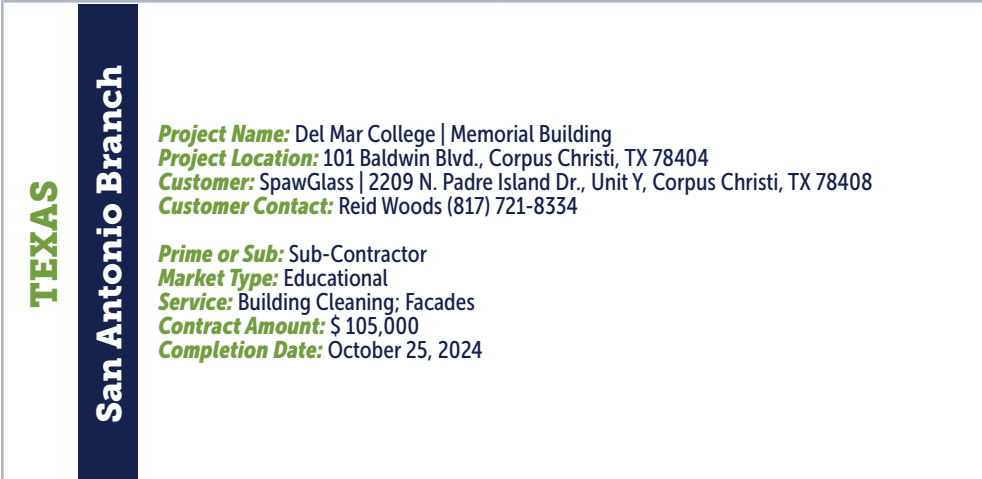 TEXAS
San Antonio Branch
Project Name: Del Mar College | Memorial Building
Project Location: 101 Baldwin Blvd., Corpus Christi, TX 78404
Customer: SpawGlass | 2209 N. Padre Island Dr., Unit Y, Corpus Christi, TX 78408
Customer Contact: Reid Woods (817) 721-8334
Prime or Sub: Sub-Contractor
Market Type: Educational
Service: Building Cleaning; Facades
Contract Amount: $ 105,000
Completion Date: October 25, 2024